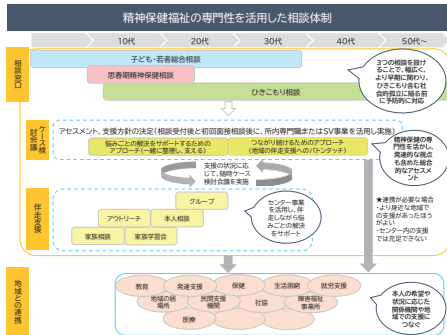 精神保健福祉の専門性を活用した相談体制
10代
20代
30代
40代
50代～
相談窓口
子ども・若者総合相談
思春期精神保健相談
ひきこもり相談
3つの相談を設け
ることで、幅広く、
より早期に関わり、
ひきこもり含む社会
的孤立に陥る前
に予防的に対応
ケース検討会議
アセスメント、支援方針の決定(相談受付後と初回面接相談後に、所内専門職またはSV事業を活用し実施)
悩みごとの解決をサポートするための
アプローチ(一緒に整理し、支える)
つながり続けるためのアプローチ
(地域の伴走支援へのバトンタッチ)
支援の状況に応
じて、随時ケース
検討会議を実施
精神保健の専門
性を活かし、発
達的な視点
も含めた総合
的なアセスメ
ント
伴走支援
グループ
アウトリーチ
本人相談
家族相談
家族学習会
センター事業
を活用し、伴
走しながら悩
みごとの解決
をサポート
★連携が必要な場合
・より身近な地域で
の支援があったほう
がよい
・センター内の支援
では充足できない
地域との連携
教育
発達支援
保健
生活困窮
就労支援
地域の居
場所
民間支援
機関
社協
障害福祉
事業所
医療
本人の希望や
状況に応じた
関係機関や地
域での支援に
つなぐ